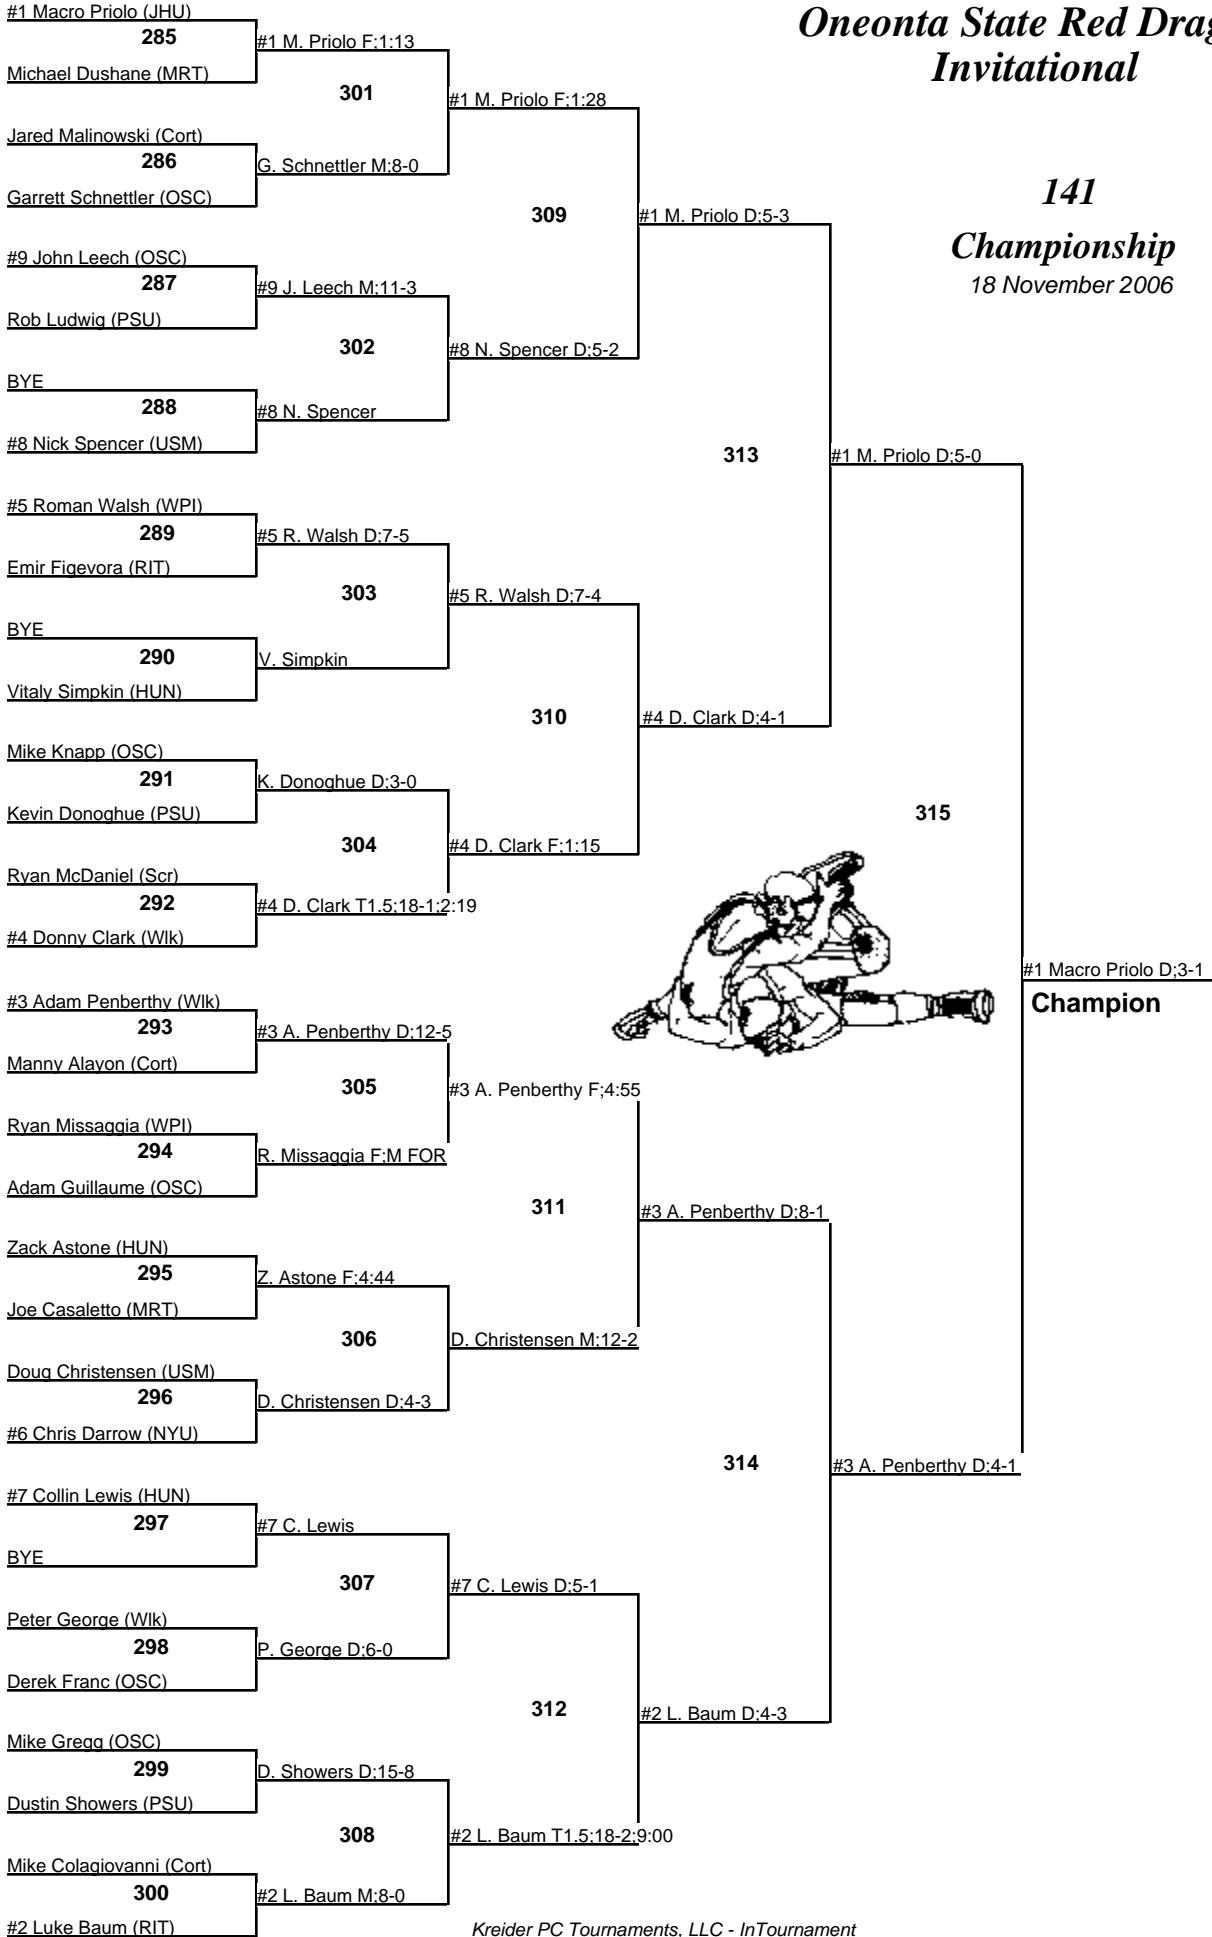 #1 Macro Priolo (JHU)
Oneonta State Red
285
#1 M. Priolo F;1:13
Michael Dushane (MRT)
Invitational
301
#1 M. Priolo F;1:28
Jared Malinowski (Cort)
286
G. Schnettler M;8-0
Garrett Schnettler (OSC)
141
309
#1 M. Priolo D;5-3
Championship
#9 John Leech (OSC)
287
#9 J. Leech M;11-3
18 November 2006
Rob Ludwig (PSU)
302
#8 N. Spencer D;5-2
BYE
288
#8 N. Spencer
#8 Nick Spencer (USM)
313
#1 M. Priolo D;5-0
#5 Roman Walsh (WPI)
289
#5 R. Walsh D;7-5
Emir Figevora (RIT)
303
#5 R. Walsh D;7-4
BYE
290
V. Simpkin
Vitaly Simpkin (HUN)
310
#4 D. Clark D;4-1
Mike Knapp (OSC)
291
K. Donoghue D;3-0
Kevin Donoghue (PSU)
315
304
#4 D. Clark F;1:15
Ryan McDaniel (Scr)
292
#4 D. Clark T1.5;18-1;2:19
#4 Donny Clark (Wlk)
#1 Macro Priolo D;3-1
Champion
#3 Adam Penberthy (Wlk)
293
#3 A. Penberthy D;12-5
Manny Alayon (Cort)
305
#3 A. Penberthy F;4:55
Ryan Missaggia (WPI)
294
R. Missaggia F;M FOR
Adam Guillaume (OSC)
311
#3 A. Penberthy D;8-1
Zack Astone (HUN)
295
Z. Astone F;4:44
Joe Casaletto (MRT)
306
D. Christensen M;12-2
Doug Christensen (USM)
296
D. Christensen D;4-3
#6 Chris Darrow (NYU)
314
#3 A. Penberthy D;4-1
#7 Collin Lewis (HUN)
297
#7 C. Lewis
BYE
307
#7 C. Lewis D;5-1
Peter George (Wlk)
298
P. George D;6-0
Derek Franc (OSC)
312
#2 L. Baum D;4-3
Mike Gregg (OSC)
299
D. Showers D;15-8
Dustin Showers (PSU)
308
#2 L. Baum T1.5;18-2;9:00
Mike Colagiovanni (Cort)
300
#2 L. Baum M;8-0
#2 Luke Baum (RIT)
Kreider PC Tournaments, LLC - InTournament